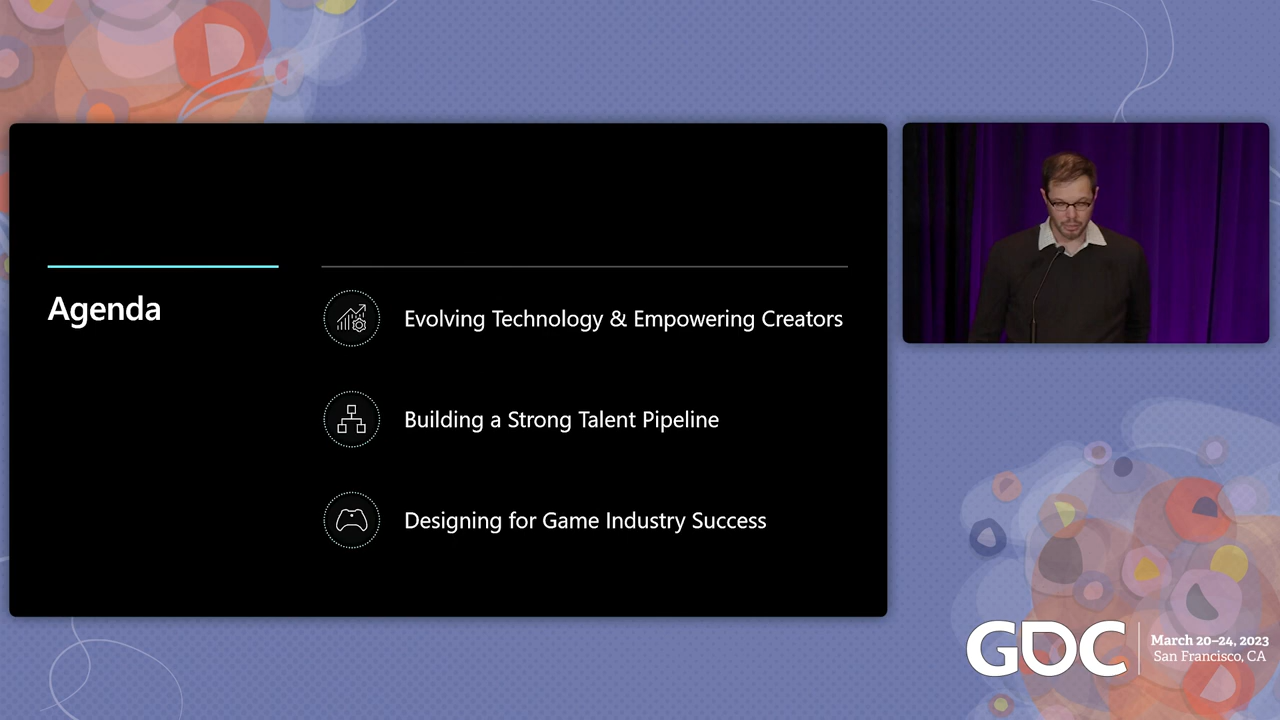 Agenda
Evolving Technology & Empowering Creators
Building a Strong Talent Pipeline
Designing for Game Industry Success
GDC
March 20–24, 2023
San Francisco, CA